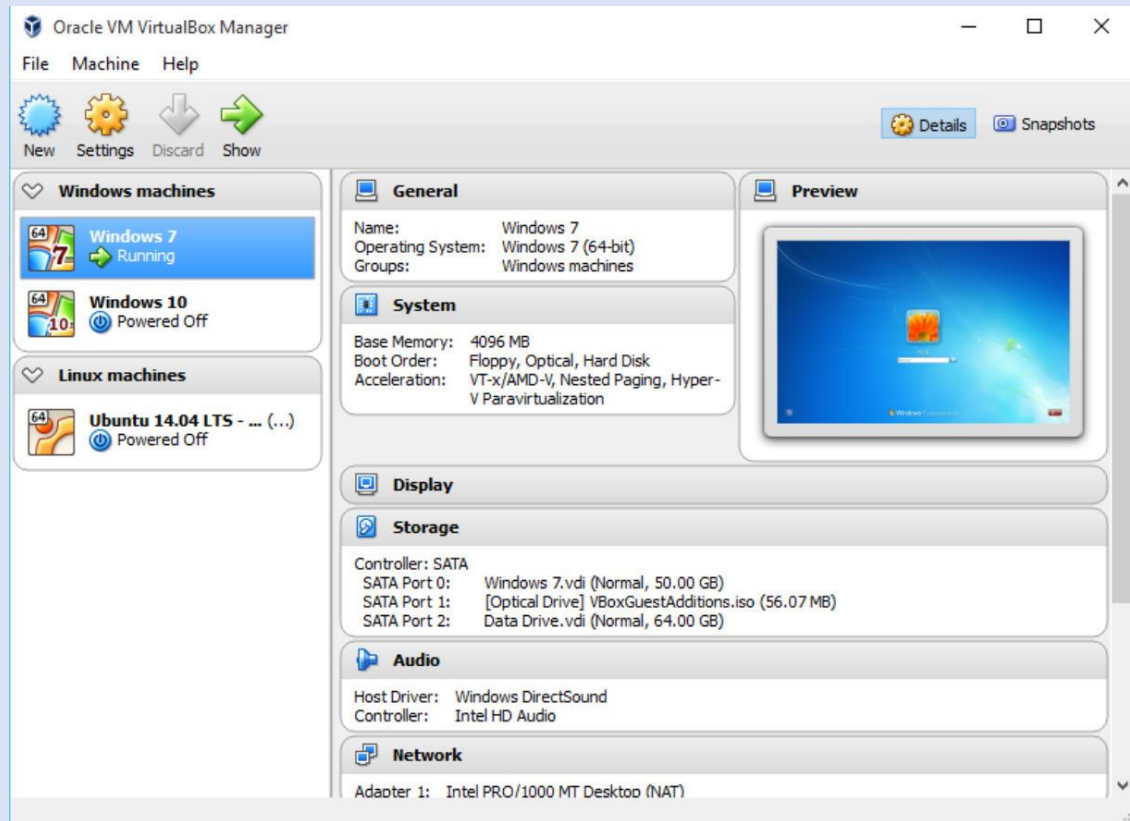 Oracle VM VirtualBox Manager
File Machine Help
New Settings Discard Show
Details Snapshots
Windows machines
64 7 Windows 7
Running
64 10 Windows 10
Powered Off
Linux machines
64 Ubuntu 14.04 LTS - ... (...)
Powered Off
General
Name: Windows 7
Operating System: Windows 7 (64-bit)
Groups: Windows machines
System
Base Memory: 4096 MB
Boot Order: Floppy, Optical, Hard Disk
Acceleration: VT-x/AMD-V, Nested Paging, Hyper-
V Paravirtualization
Preview
Display
Storage
Controller: SATA
SATA Port 0: Windows 7.vdi (Normal, 50.00 GB)
SATA Port 1: [Optical Drive] VBoxGuestAdditions.iso (56.07 MB)
SATA Port 2: Data Drive.vdi (Normal, 64.00 GB)
Audio
Host Driver: Windows DirectSound
Controller: Intel HD Audio
Network
Adapter 1: Intel PRO/1000 MT Desktop (NAT)